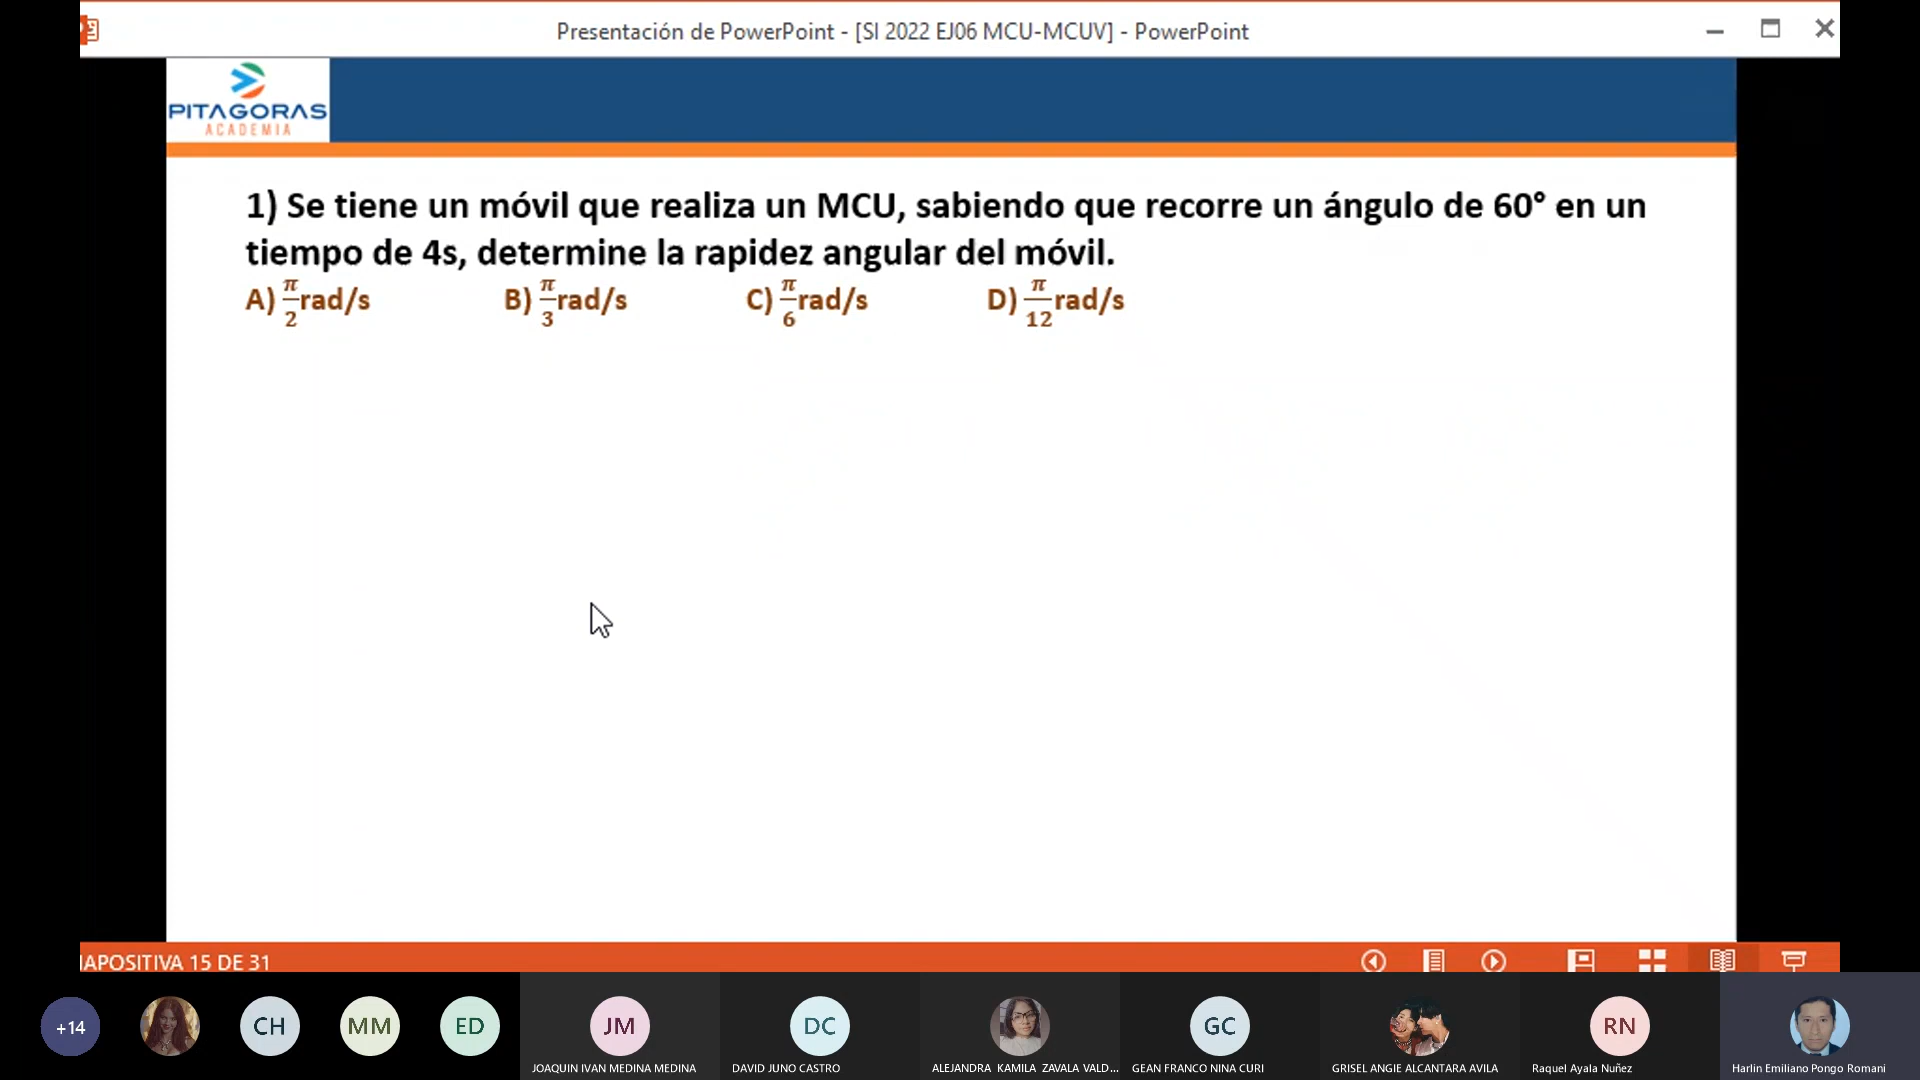 Presentación de PowerPoint - [SI 2022 EJ06 MCU-MCUV] - PowerPoint
PITAGORAS
ACADEMIA
1) Se tiene un móvil que realiza un MCU, sabiendo que recorre un ángulo de 60° en un
tiempo de 4s, determine la rapidez angular del móvil.
A) π/2 rad/s B) π/3 rad/s C) π/6 rad/s D) π/12 rad/s
IAPOSITIVA 15 DE 31
+14 CH MM ED JM DC GC RN
JOAQUIN IVAN MEDINA MEDINA DAVID JUNO CASTRO ALEJANDRA KAMILA ZAVALA VALD... GEAN FRANCO NINA CURI GRISEL ANGIE ALCANTARA AVILA Raquel Ayala Nuñez Harlin Emiliano Pongo Romani